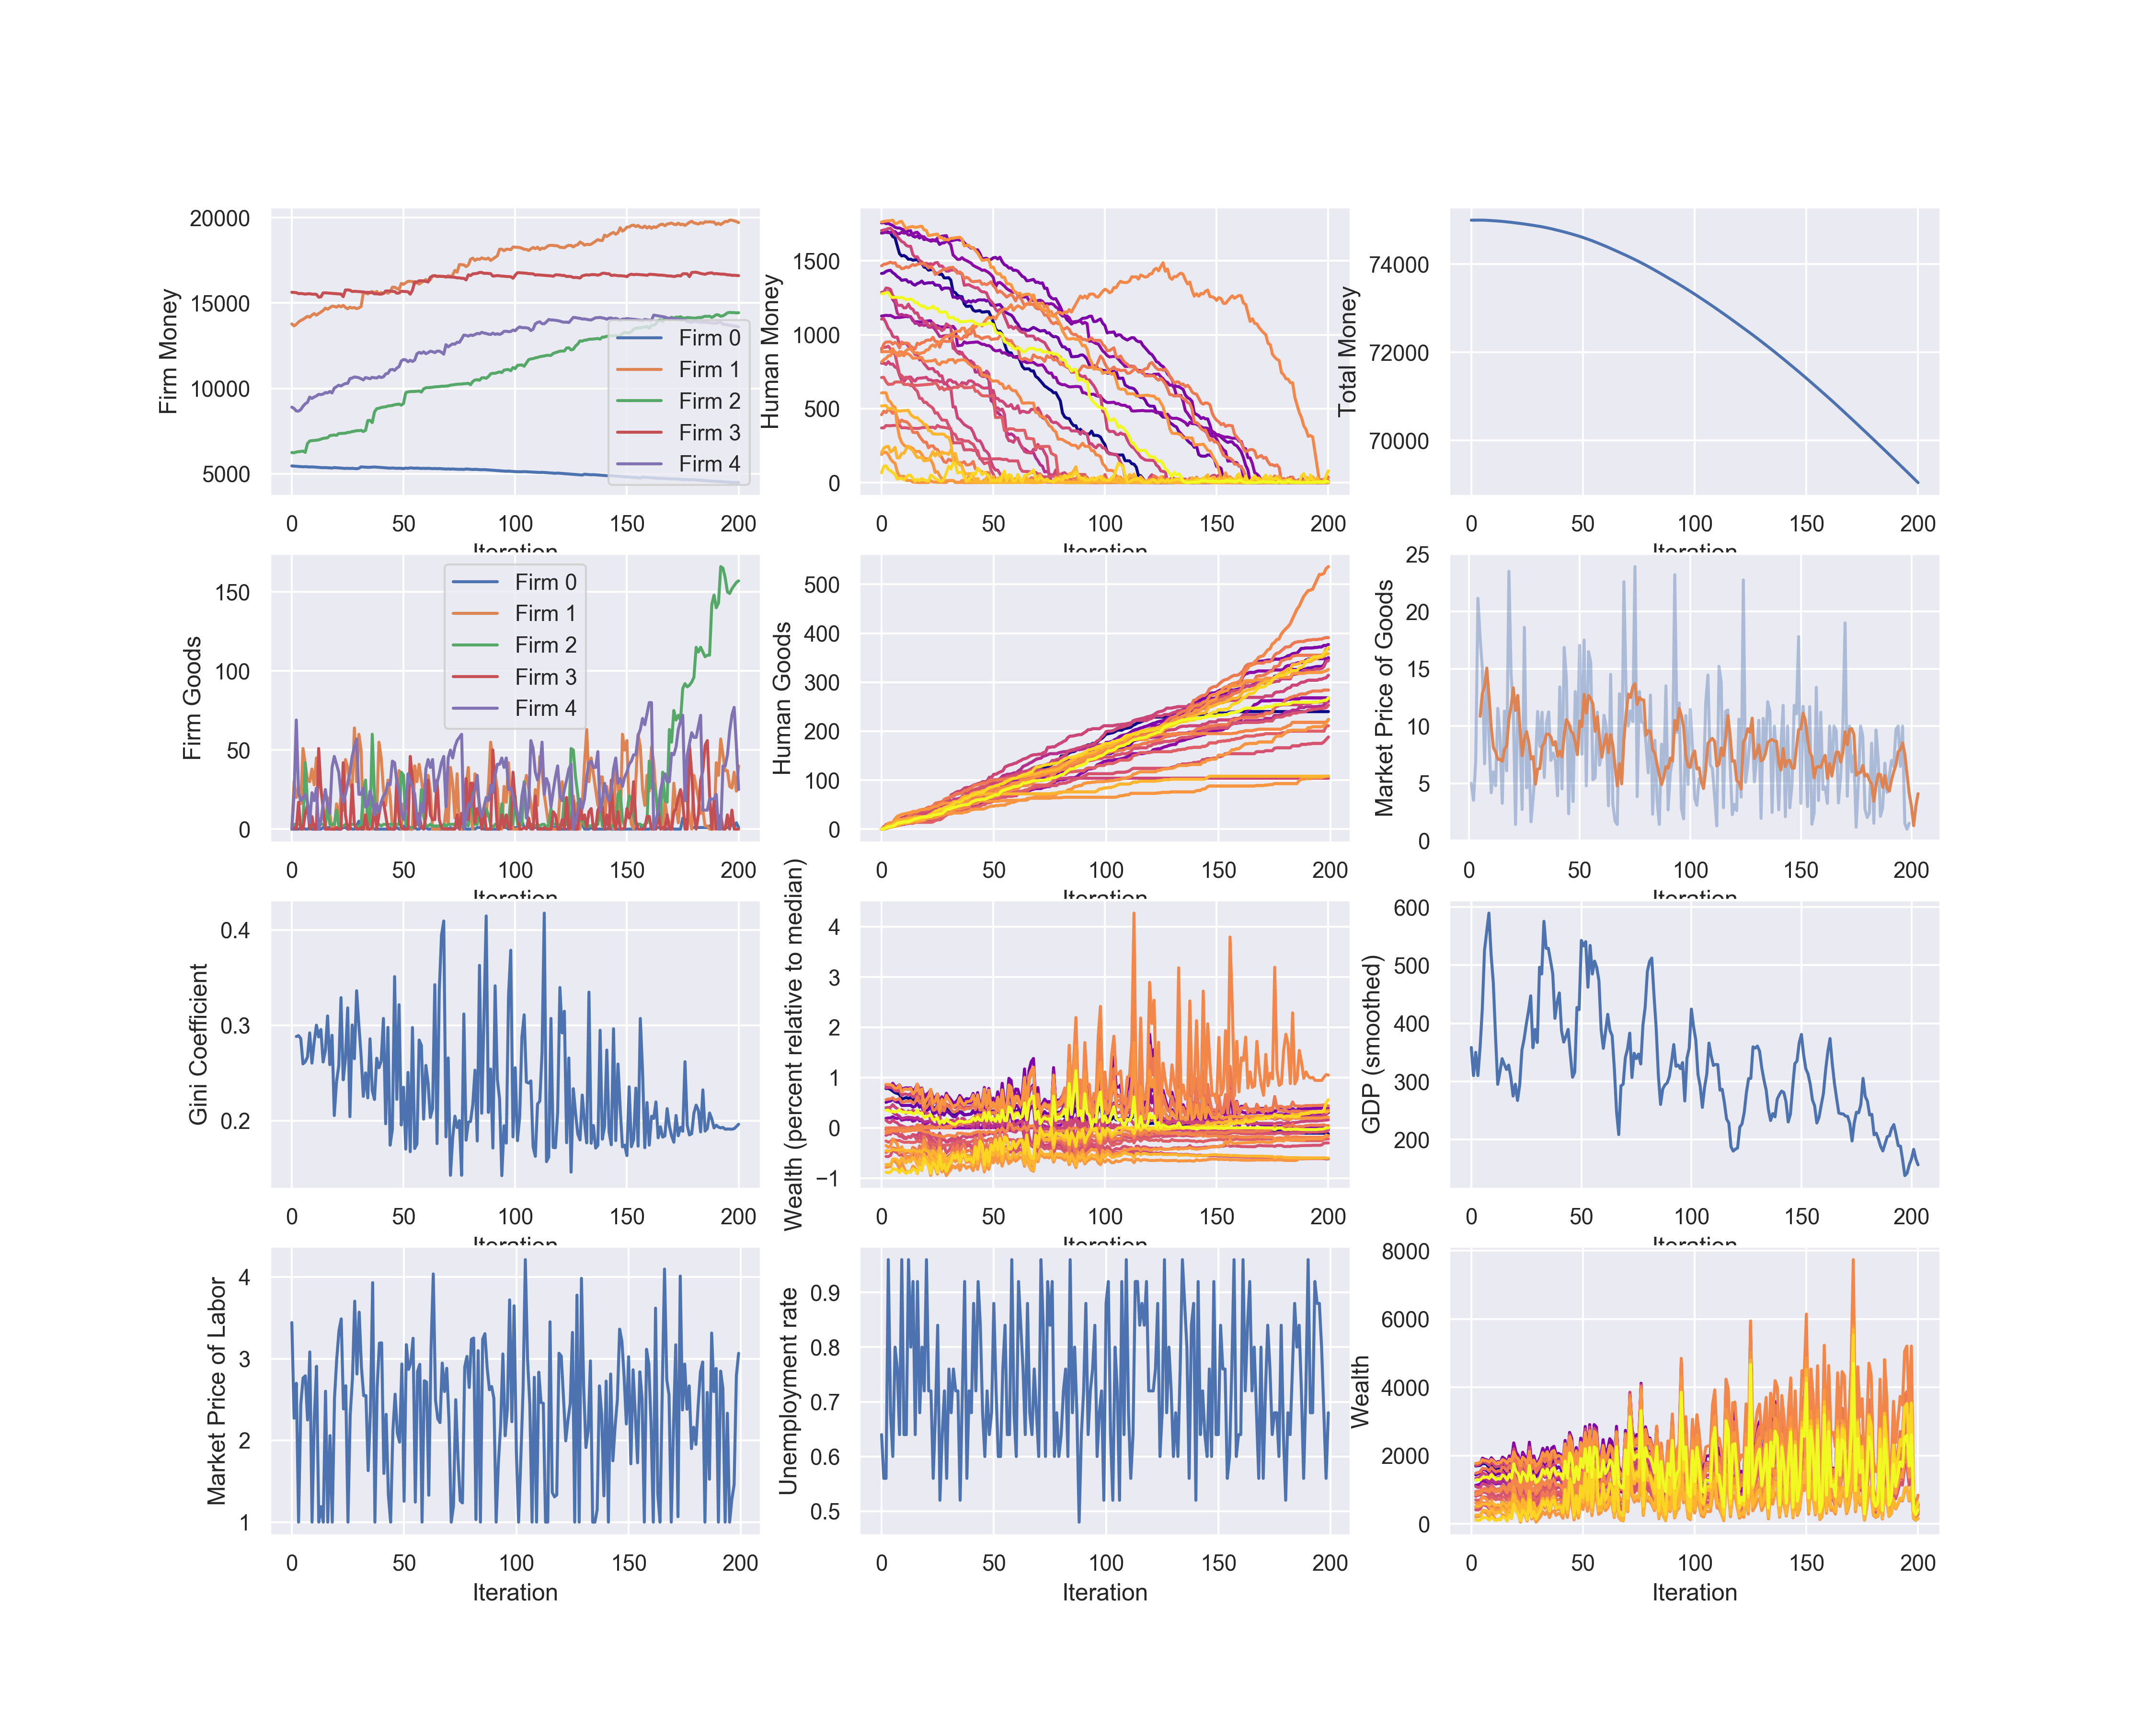 Firm Money
20000
15000
10000
5000
Firm 0
Firm 1
Firm 2
Firm 3
Firm 4
0 50 100 150 200
Iteration
Human Money
1500
1000
500
0
0 50 100 150 200
Iteration
Total Money
74000
72000
70000
0 50 100 150 200
Iteration
Firm Goods
150
100
50
0
Firm 0
Firm 1
Firm 2
Firm 3
Firm 4
0 50 100 150 200
Iteration
Human Goods
500
400
300
200
100
0
0 50 100 150 200
Iteration
Market Price of Goods
25
20
15
10
5
0
0 50 100 150 200
Iteration
Gini Coefficient
0.4
0.3
0.2
0 50 100 150 200
Iteration
Wealth (percent relative to median)
4
3
2
1
0
−1
0 50 100 150 200
Iteration
GDP (smoothed)
600
500
400
300
200
0 50 100 150 200
Iteration
Market Price of Labor
4
3
2
1
0 50 100 150 200
Iteration
Unemployment rate
0.9
0.8
0.7
0.6
0.5
0 50 100 150 200
Iteration
Wealth
8000
6000
4000
2000
0
0 50 100 150 200
Iteration